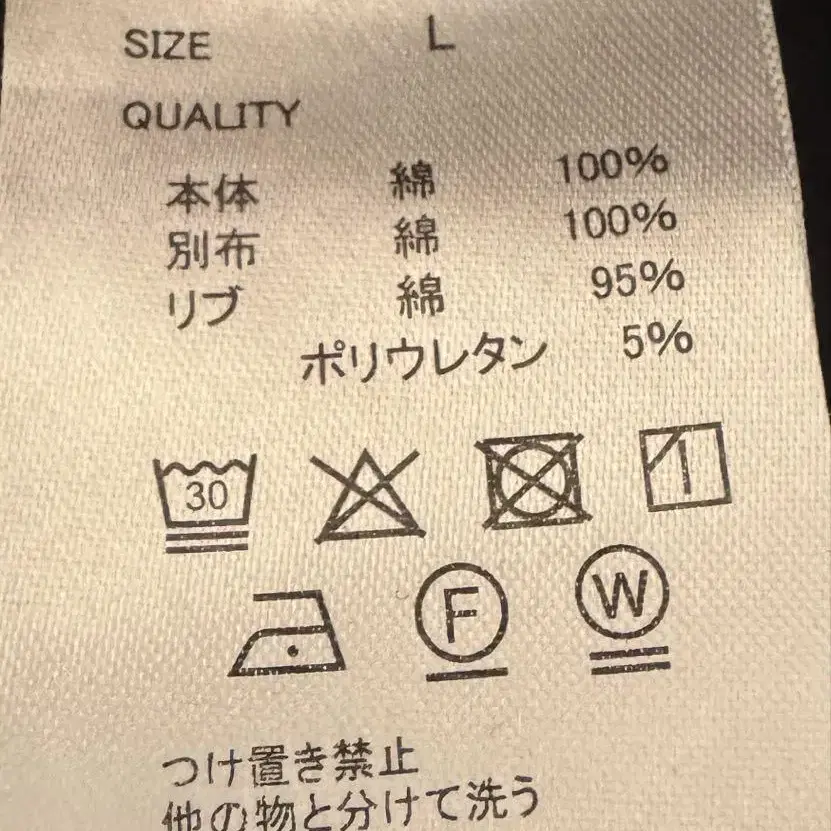 SIZE L
QUALITY
本体 綿 100%
別布 綿 100%
リブ 綿 95%
ポリウレタン 5%
30
F W
つけ置き禁止
他の物と分けて洗う